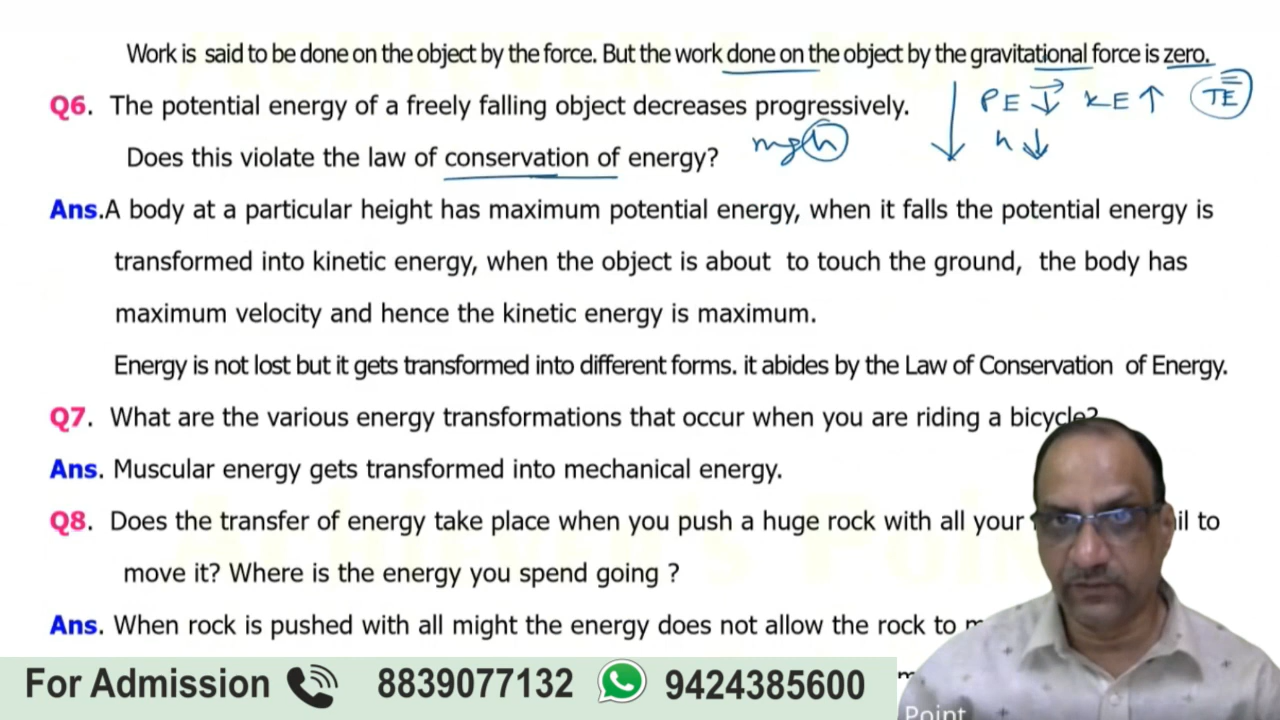 Work is said to be done on the object by the force. But the work done on the object by the gravitational force is zero.
Q6. The potential energy of a freely falling object decreases progressively.
PE ↓ KE ↑ TE
h ↓
Does this violate the law of conservation of energy?
mgh
Ans.A body at a particular height has maximum potential energy, when it falls the potential energy is
transformed into kinetic energy, when the object is about to touch the ground, the body has
maximum velocity and hence the kinetic energy is maximum.
Energy is not lost but it gets transformed into different forms. it abides by the Law of Conservation of Energy.
Q7. What are the various energy transformations that occur when you are riding a bicycle?
Ans. Muscular energy gets transformed into mechanical energy.
Q8. Does the transfer of energy take place when you push a huge rock with all your to
move it? Where is the energy you spend going ?
Ans. When rock is pushed with all might the energy does not allow the rock to
For Admission 8839077132 9424385600
Point